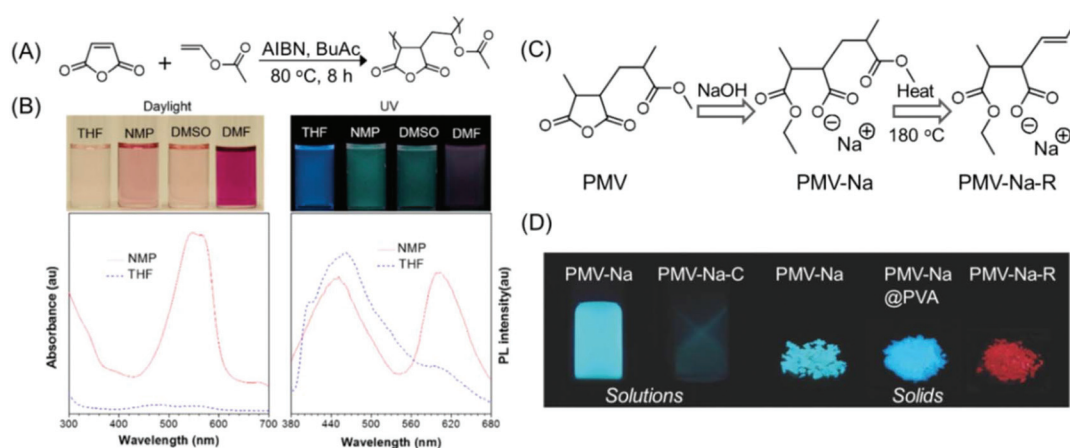 (A)
O
O
O
+
O
O
AIBN, BuAc
80 °C, 8 h
O
O
O
O
O
(B)
Daylight
UV
THF
NMP
DMSO
DMF
THF
NMP
DMSO
DMF
Absorbance (au)
NMP
THF
300 400 500 600 700
Wavelength (nm)
NMP
THF
PL intensity(au)
380 440 500 560 620 680
Wavelength (nm)
(C)
O
O
O
O
O
PMV
NaOH
O
O
O
O
O
O
⊖
Na⊕
PMV-Na
Heat
180 °C
O
O
O
O
⊖
Na⊕
PMV-Na-R
(D)
PMV-Na
PMV-Na-C
PMV-Na
PMV-Na
@PVA
PMV-Na-R
Solutions
Solids